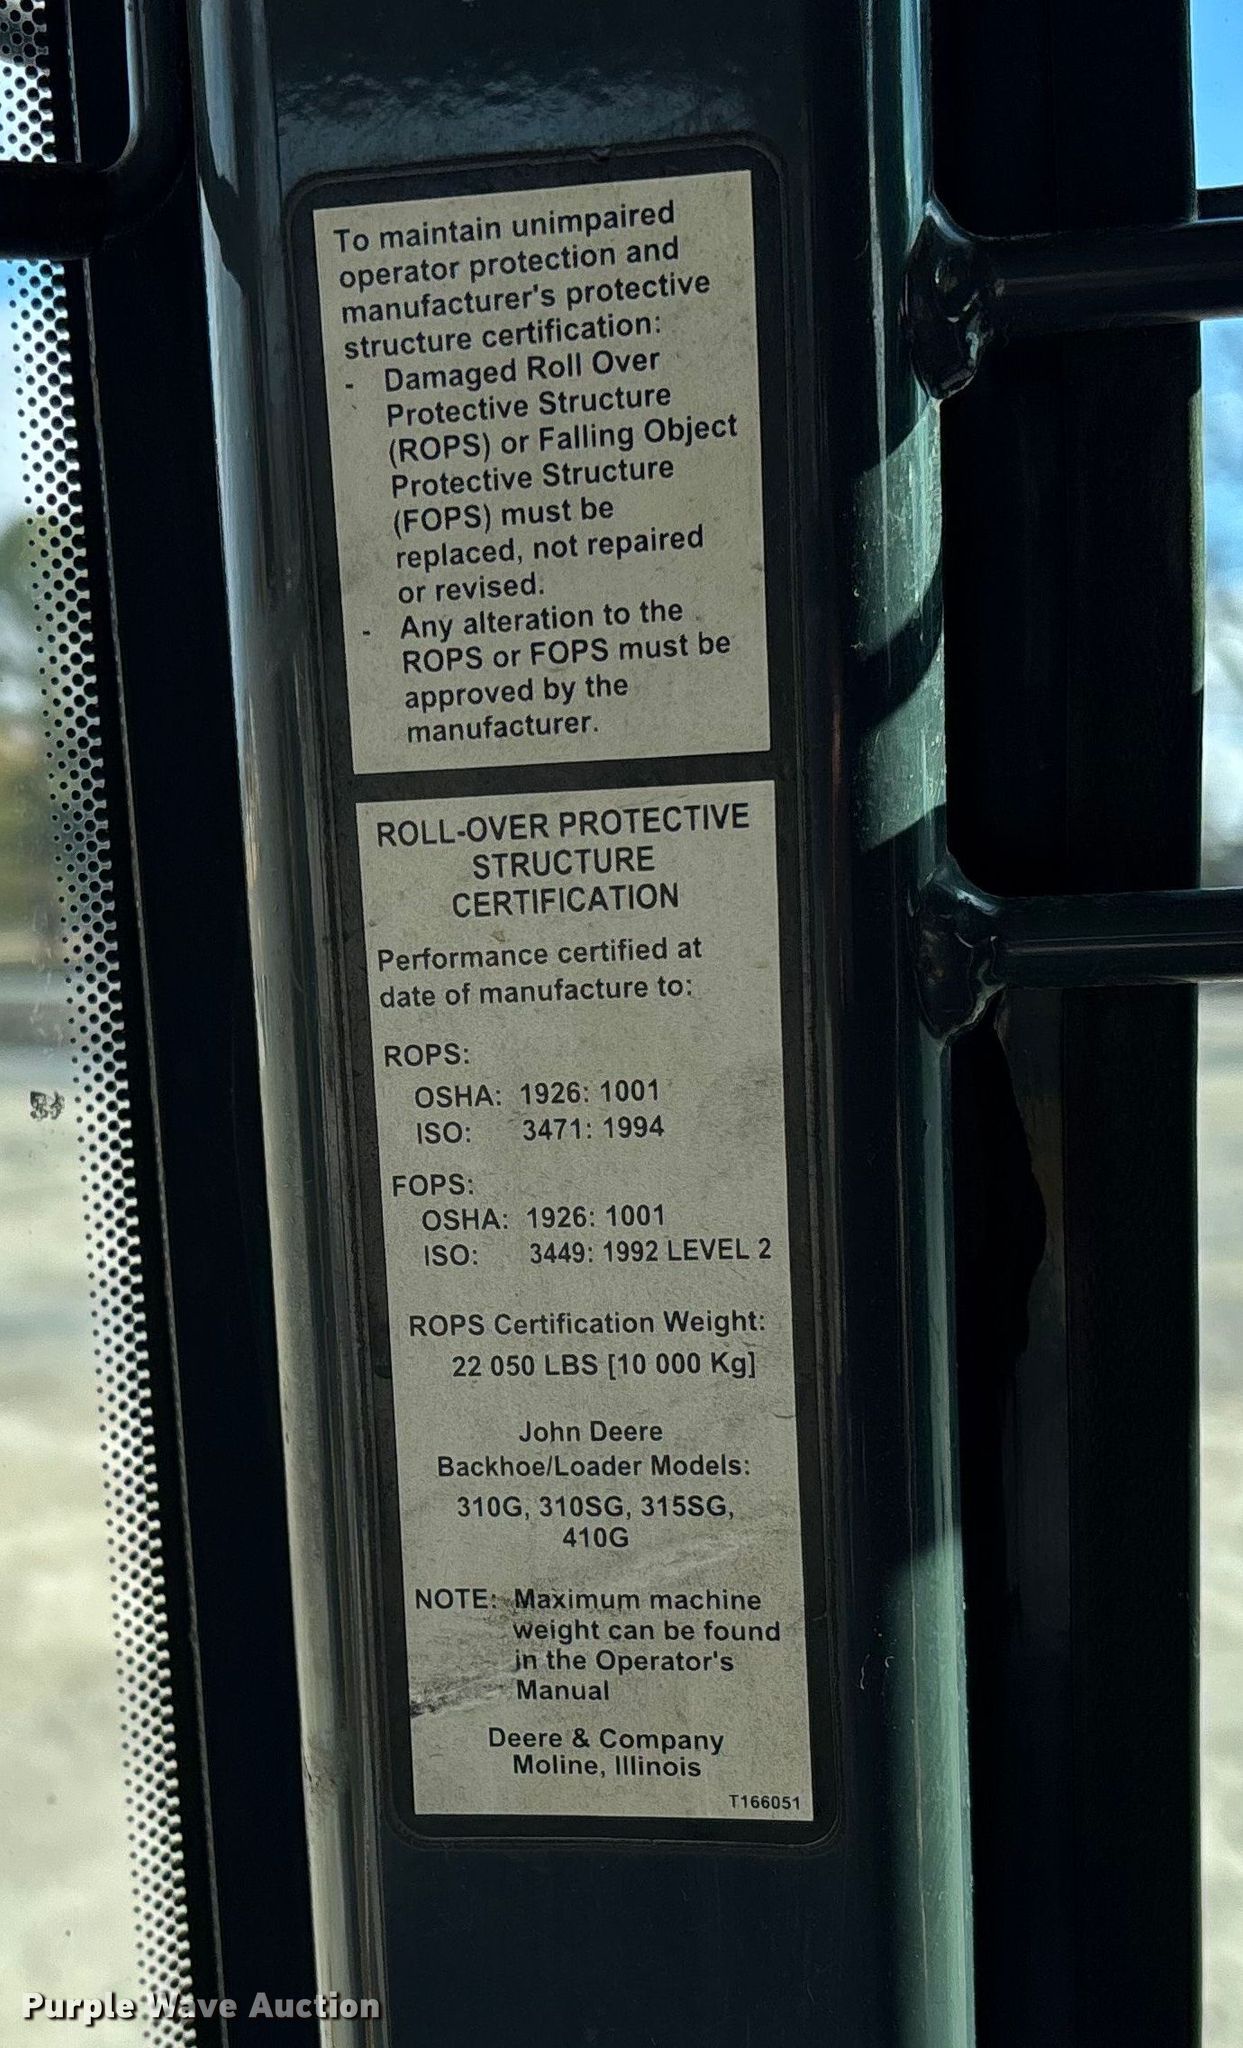 To maintain unimpaired
operator protection and
manufacturer's protective
structure certification:
- Damaged Roll Over
Protective Structure
(ROPS) or Falling Object
Protective Structure
(FOPS) must be
replaced, not repaired
or revised.
- Any alteration to the
ROPS or FOPS must be
approved by the
manufacturer.
ROLL-OVER PROTECTIVE
STRUCTURE
CERTIFICATION
Performance certified at
date of manufacture to:
ROPS:
OSHA: 1926: 1001
ISO: 3471: 1994
FOPS:
OSHA: 1926: 1001
ISO: 3449: 1992 LEVEL 2
ROPS Certification Weight:
22 050 LBS [10 000 Kg]
John Deere
Backhoe/Loader Models:
310G, 310SG, 315SG,
410G
NOTE: Maximum machine
weight can be found
in the Operator's
Manual
Deere & Company
Moline, Illinois
T166051
Purple Wave Auction